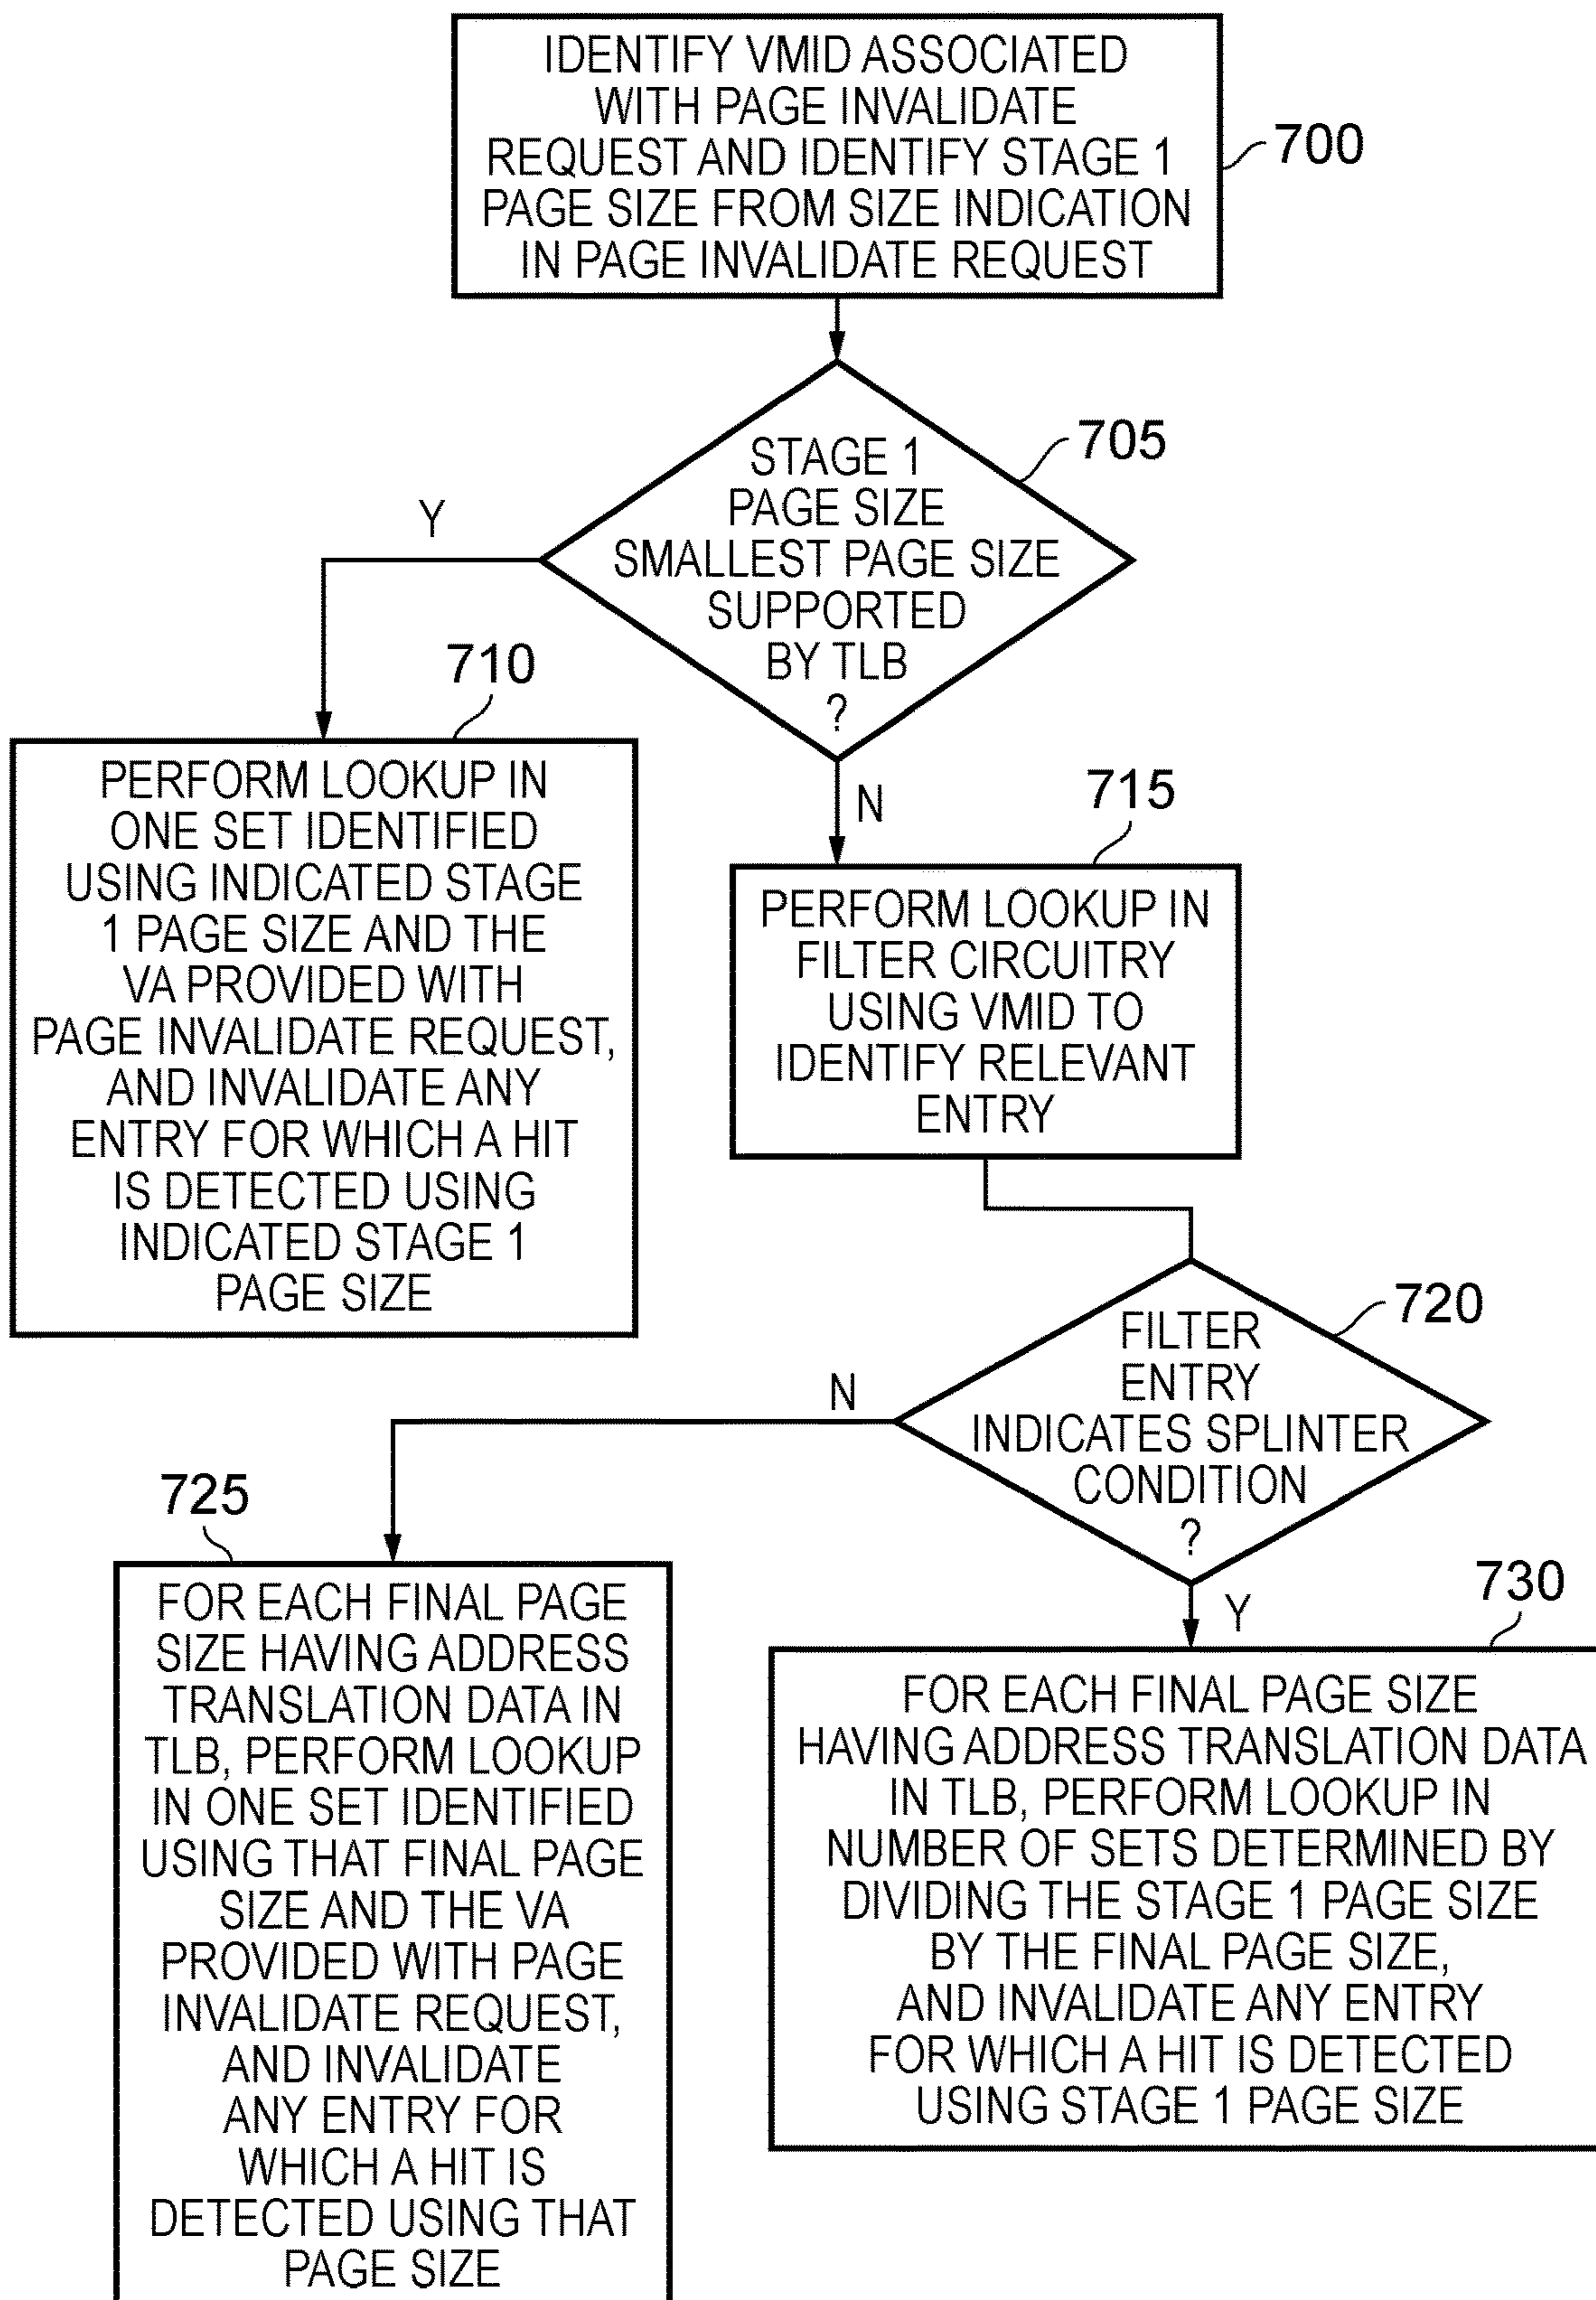 IDENTIFY VMID ASSOCIATED
WITH PAGE INVALIDATE
REQUEST AND IDENTIFY STAGE 1
PAGE SIZE FROM SIZE INDICATION
IN PAGE INVALIDATE REQUEST
700
STAGE 1
PAGE SIZE
SMALLEST PAGE SIZE
SUPPORTED
BY TLB
?
705
Y
N
710
PERFORM LOOKUP IN
ONE SET IDENTIFIED
USING INDICATED STAGE
1 PAGE SIZE AND THE
VA PROVIDED WITH
PAGE INVALIDATE REQUEST,
AND INVALIDATE ANY
ENTRY FOR WHICH A HIT
IS DETECTED USING
INDICATED STAGE 1
PAGE SIZE
715
PERFORM LOOKUP IN
FILTER CIRCUITRY
USING VMID TO
IDENTIFY RELEVANT
ENTRY
720
FILTER
ENTRY
INDICATES SPLINTER
CONDITION
?
N
Y
725
FOR EACH FINAL PAGE
SIZE HAVING ADDRESS
TRANSLATION DATA IN
TLB, PERFORM LOOKUP
IN ONE SET IDENTIFIED
USING THAT FINAL PAGE
SIZE AND THE VA
PROVIDED WITH PAGE
INVALIDATE REQUEST,
AND INVALIDATE
ANY ENTRY FOR
WHICH A HIT IS
DETECTED USING THAT
PAGE SIZE
730
FOR EACH FINAL PAGE SIZE
HAVING ADDRESS TRANSLATION DATA
IN TLB, PERFORM LOOKUP IN
NUMBER OF SETS DETERMINED BY
DIVIDING THE STAGE 1 PAGE SIZE
BY THE FINAL PAGE SIZE,
AND INVALIDATE ANY ENTRY
FOR WHICH A HIT IS DETECTED
USING STAGE 1 PAGE SIZE